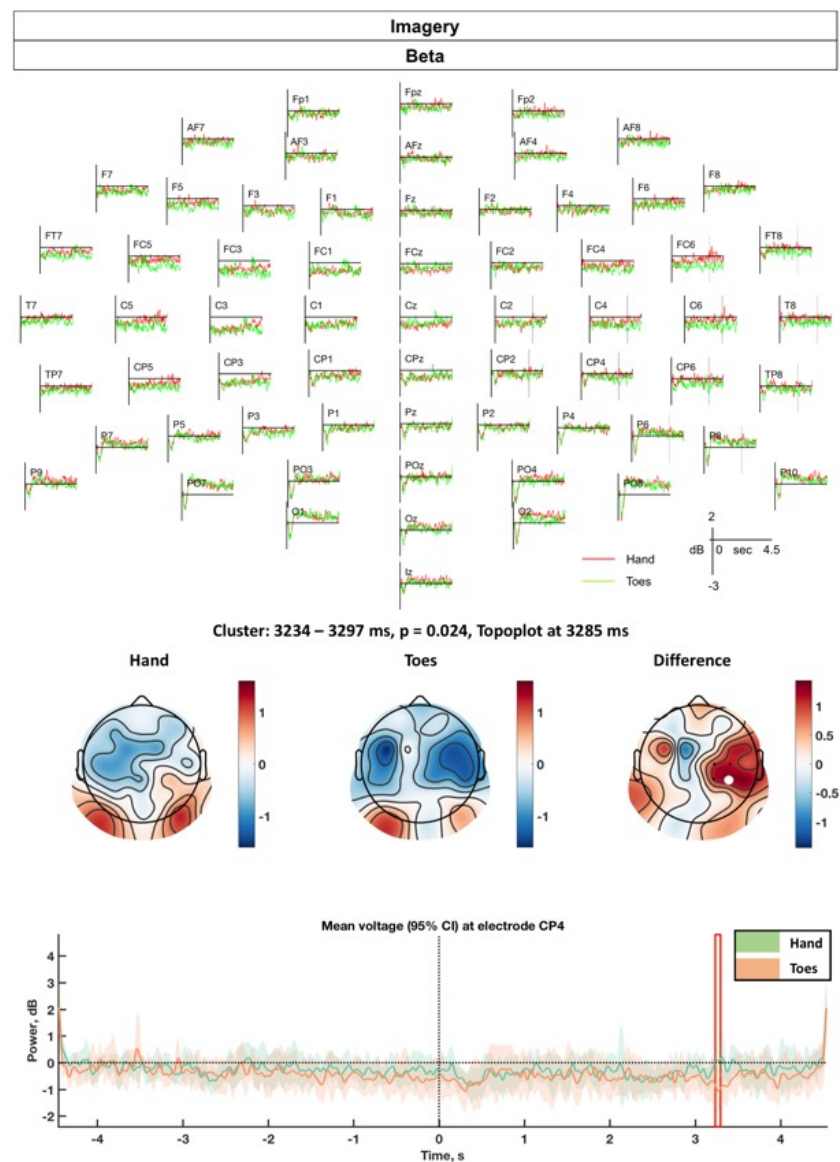 Imagery
Beta
Fp1 Fpz Fp2
AF7 AF3 AFz AF4 AF8
F7 F5 F3 F1 Fz F2 F4 F6 F8
FT7 FC5 FC3 FC1 FCz FC2 FC4 FC6 FT8
T7 C5 C3 C1 Cz C2 C4 C6 T8
TP7 CP5 CP3 CP1 CPz CP2 CP4 CP6 TP8
P7 P5 P3 P1 Pz P2 P4 P6 P8
P9 PO7 PO3 POz PO4 PO8 P10
O1 Oz O2
Iz
2
dB 0 sec 4.5
-3
Hand
Toes
Cluster: 3234 – 3297 ms, p = 0.024, Topoplot at 3285 ms
Hand Toes Difference
1 0 -1
1 0 -1
1 0.5 0 -0.5 -1
Mean voltage (95% CI) at electrode CP4
Hand
Toes
Power, dB
4
3
2
1
0
-1
-2
-4 -3 -2 -1 0 1 2 3 4
Time, s